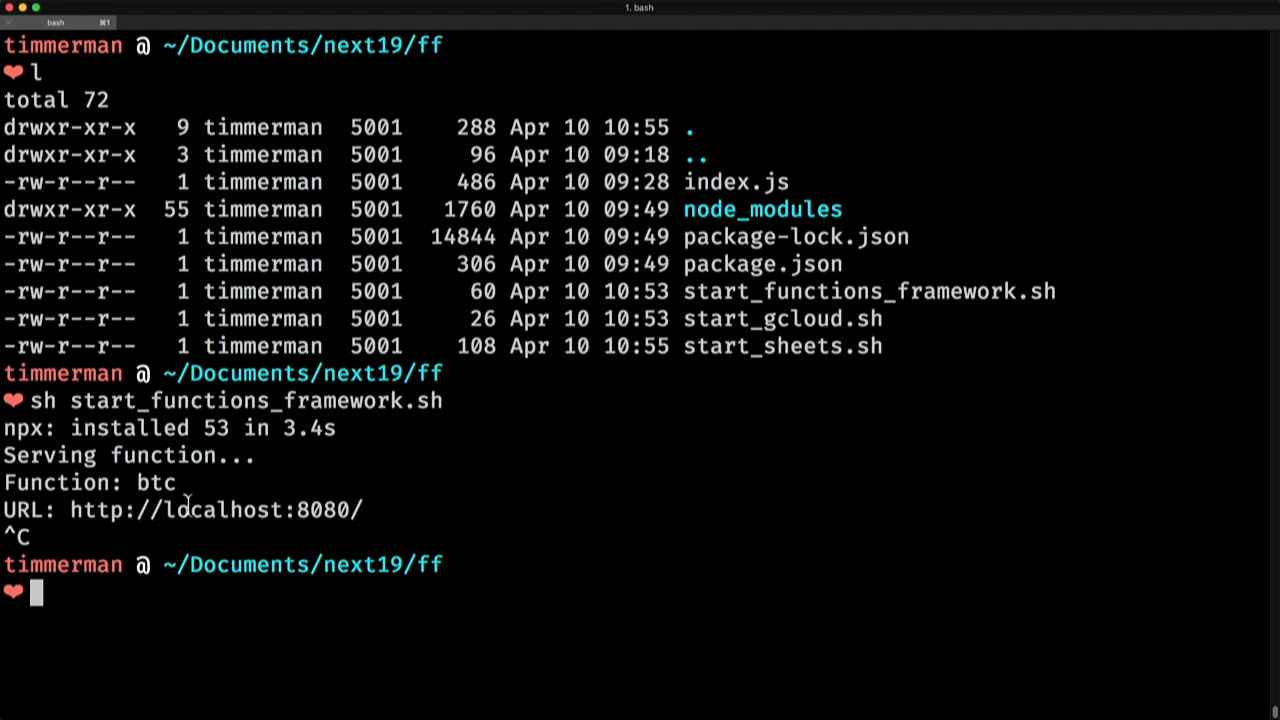 1. bash
bash ⌘1
timmerman @ ~/Documents/next19/ff
❤ l
total 72
drwxr-xr-x 9 timmerman 5001 288 Apr 10 10:55 .
drwxr-xr-x 3 timmerman 5001 96 Apr 10 09:18 ..
-rw-r--r-- 1 timmerman 5001 486 Apr 10 09:28 index.js
drwxr-xr-x 55 timmerman 5001 1760 Apr 10 09:49 node_modules
-rw-r--r-- 1 timmerman 5001 14844 Apr 10 09:49 package-lock.json
-rw-r--r-- 1 timmerman 5001 306 Apr 10 09:49 package.json
-rw-r--r-- 1 timmerman 5001 60 Apr 10 10:53 start_functions_framework.sh
-rw-r--r-- 1 timmerman 5001 26 Apr 10 10:53 start_gcloud.sh
-rw-r--r-- 1 timmerman 5001 108 Apr 10 10:55 start_sheets.sh
timmerman @ ~/Documents/next19/ff
❤ sh start_functions_framework.sh
npx: installed 53 in 3.4s
Serving function...
Function: btc
URL: http://localhost:8080/
^C
timmerman @ ~/Documents/next19/ff
❤